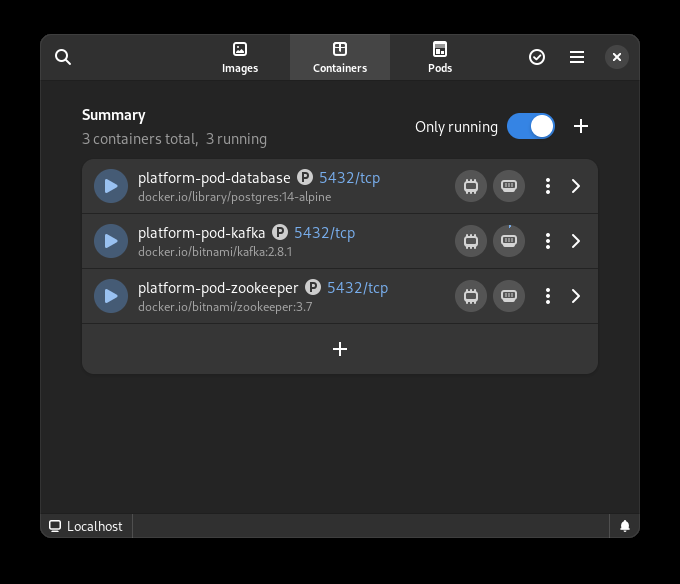 Images
Containers
Pods
Summary
3 containers total, 3 running
Only running
platform-pod-database P 5432/tcp
docker.io/library/postgres:14-alpine
platform-pod-kafka P 5432/tcp
docker.io/bitnami/kafka:2.8.1
platform-pod-zookeeper P 5432/tcp
docker.io/bitnami/zookeeper:3.7
Localhost